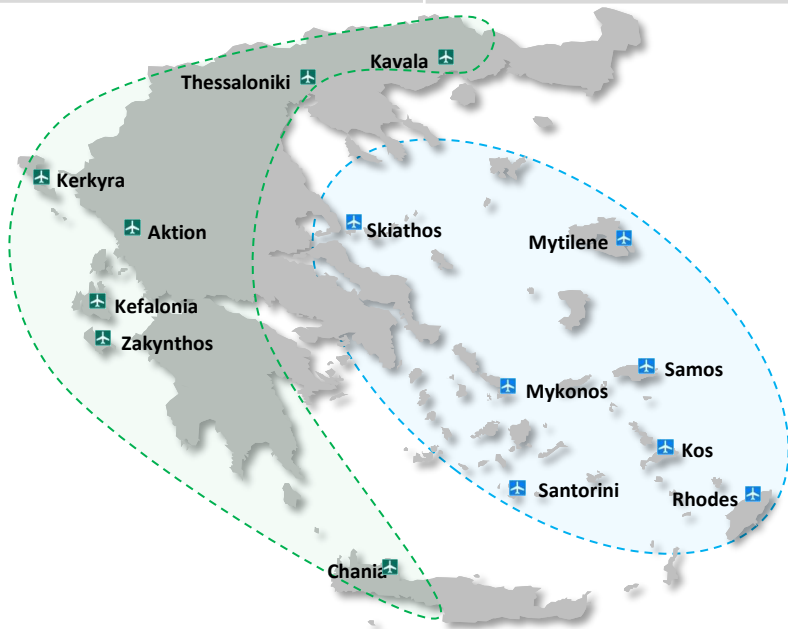 Kavala
Thessaloniki
Kerkyra
Aktion
Skiathos
Mytilene
Kefalonia
Zakynthos
Samos
Mykonos
Kos
Santorini
Rhodes
Chania